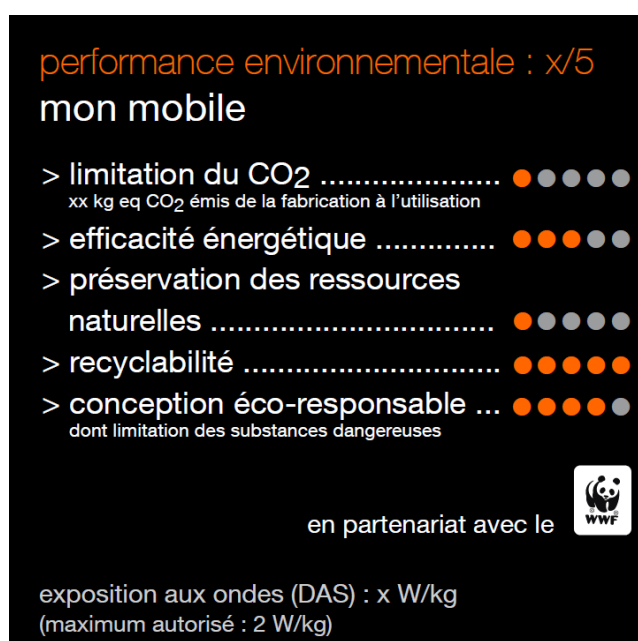 performance environnementale : x/5
mon mobile
> limitation du CO2 .....................
xx kg eq CO2 émis de la fabrication à l'utilisation
> efficacité énergétique ..............
> préservation des ressources
naturelles .................................
> recyclabilité ..............................
> conception éco-responsable ...
dont limitation des substances dangereuses
en partenariat avec le
WWF
exposition aux ondes (DAS) : x W/kg
(maximum autorisé : 2 W/kg)